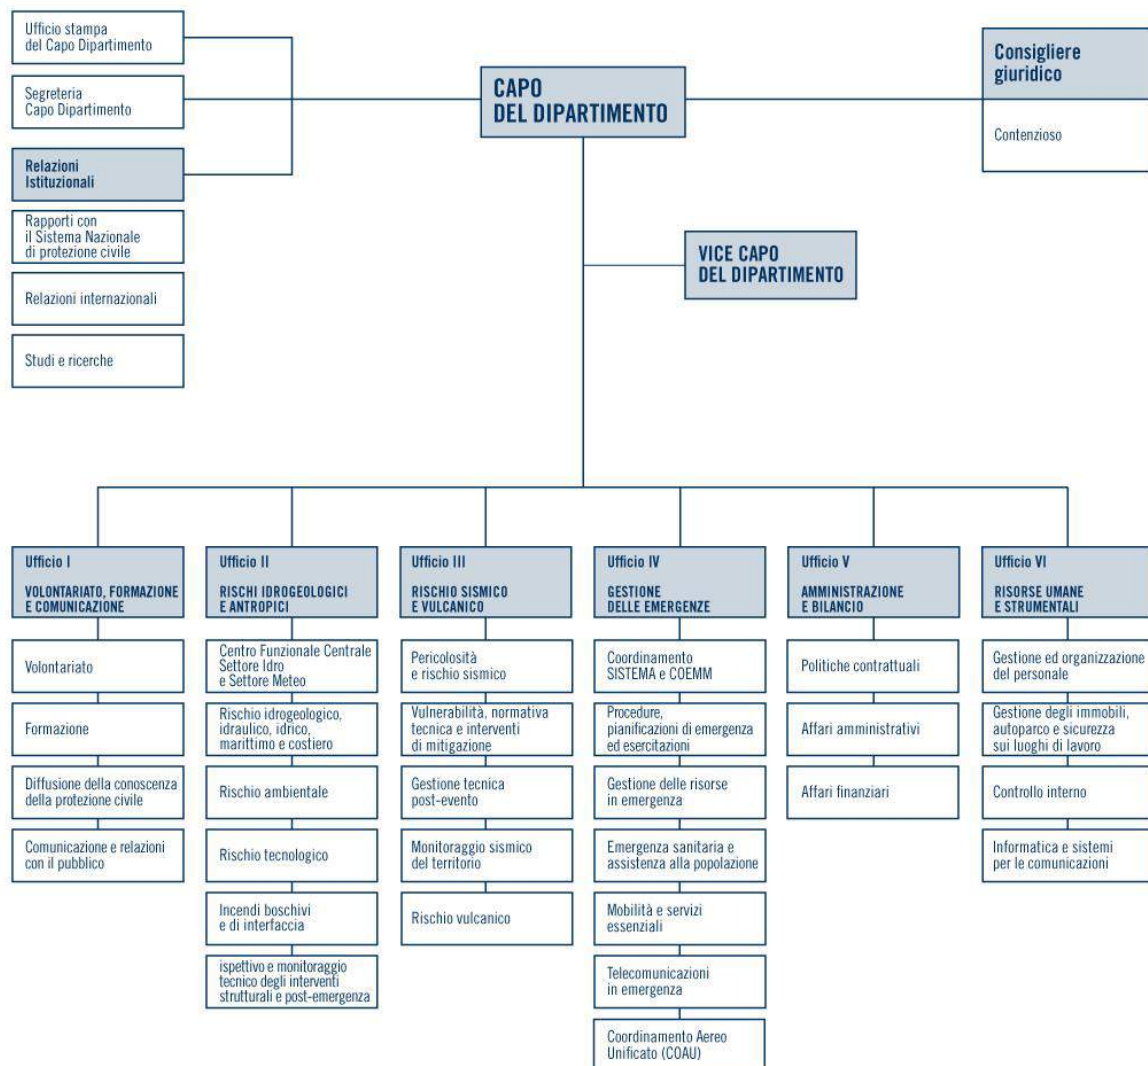 Ufficio stampa
del Capo Dipartimento
Segreteria
Capo Dipartimento
Relazioni
Istituzionali
Rapporti con
il Sistema Nazionale
di protezione civile
Relazioni internazionali
Studi e ricerche
CAPO
DEL DIPARTIMENTO
VICE CAPO
DEL DIPARTIMENTO
Consigliere
giuridico
Contenzioso
Ufficio I
VOLONTARIATO, FORMAZIONE
E COMUNICAZIONE
Volontariato
Formazione
Diffusione della conoscenza
della protezione civile
Comunicazione e relazioni
con il pubblico
Ufficio II
RISCHI IDROGEOLOGICI
E ANTROPICI
Centro Funzionale Centrale
Settore Idro
e Settore Meteo
Rischio idrogeologico,
idraulico, idrico,
marittimo e costiero
Rischio ambientale
Rischio tecnologico
Incendi boschivi
e di interfaccia
ispettivo e monitoraggio
tecnico degli interventi
strutturali e post-emergenza
Ufficio III
RISCHIO SISMICO
E VULCANICO
Pericolosità
e rischio sismico
Vulnerabilità, normativa
tecnica e interventi
di mitigazione
Gestione tecnica
post-evento
Monitoraggio sismico
del territorio
Rischio vulcanico
Ufficio IV
GESTIONE
DELLE EMERGENZE
Coordinamento
SISTEMA e COEMM
Procedure,
pianificazioni di emergenza
ed esercitazioni
Gestione delle risorse
in emergenza
Emergenza sanitaria e
assistenza alla popolazione
Mobilità e servizi
essenziali
Telecomunicazioni
in emergenza
Coordinamento Aereo
Unificato (COAU)
Ufficio V
AMMINISTRAZIONE
E BILANCIO
Politiche contrattuali
Affari amministrativi
Affari finanziari
Ufficio VI
RISORSE UMANE
E STRUMENTALI
Gestione ed organizzazione
del personale
Gestione degli immobili,
autoparco e sicurezza
sui luoghi di lavoro
Controllo interno
Informatica e sistemi
per le comunicazioni